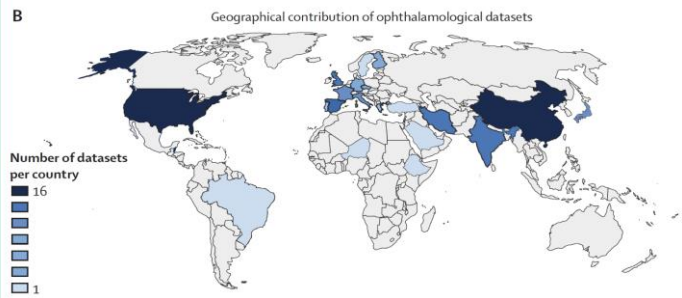 B
Geographical contribution of ophthalamological datasets
Number of datasets
per country
16
1